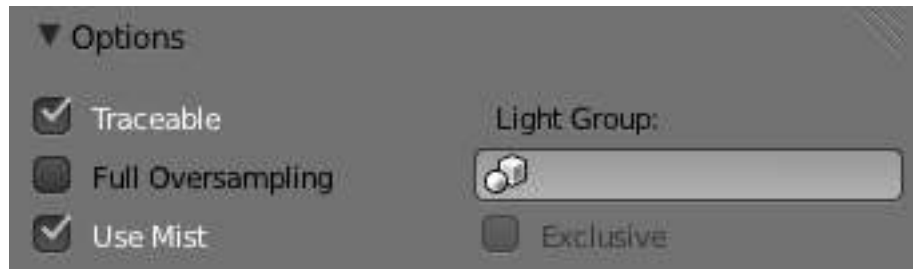 Options
Traceable
Full Oversampling
Use Mist
Light Group:
Exclusive